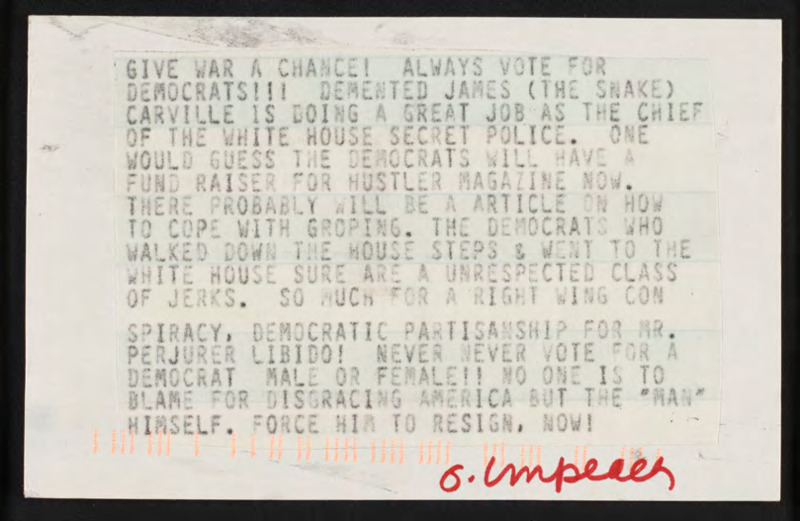 GIVE WAR A CHANCE! ALWAYS VOTE FOR
DEMOCRATS!!! DEMENTED JAMES (THE SNAKE)
CARVILLE IS DOING A GREAT JOB AS THE CHIEF
OF THE WHITE HOUSE SECRET POLICE. ONE
WOULD GUESS THE DEMOCRATS WILL HAVE A
FUND RAISER FOR HUSTLER MAGAZINE NOW.
THERE PROBABLY WILL BE A ARTICLE ON HOW
TO COPE WITH GROPING. THE DEMOCRATS WHO
WALKED DOWN THE HOUSE STEPS & WENT TO THE
WHITE HOUSE SURE ARE A UNRESPECTED CLASS
OF JERKS. SO MUCH FOR A RIGHT WING CON
SPIRACY, DEMOCRATIC PARTISANSHIP FOR MR.
PERJURER LIBIDO! NEVER NEVER VOTE FOR A
DEMOCRAT MALE OR FEMALE!! NO ONE IS TO
BLAME FOR DISGRACING AMERICA BUT THE "MAN"
HIMSELF. FORCE HIM TO RESIGN, NOW!
Impeach